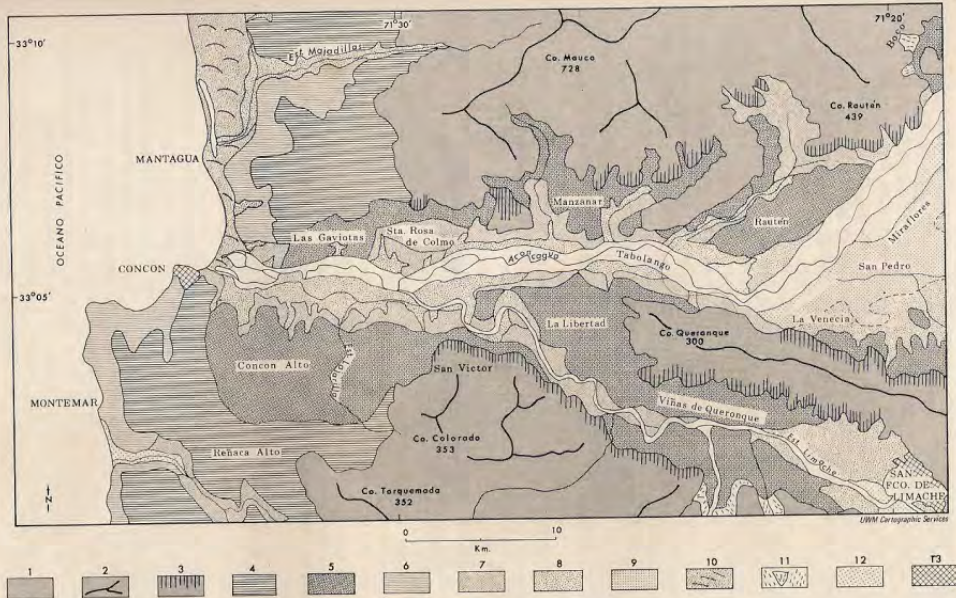 71°30'
71°20'
33°10'
Est. Majadillas
Co. Mauco
728
Boco
Co. Rautén
439
MANTAGUA
OCEANO PACIFICO
Manzanar
Rautén
Miraflores
Las Gaviotas
Sta. Rosa
de Colmo
Aconcagua
Tabolango
San Pedro
CONCON
33°05'
La Venecia
La Libertad
Co. Queronque
300
Concon Alto
San Victor
MONTEMAR
Viñas de Queronque
Co. Colorado
353
Reñaca Alto
Est. Limache
SAN
FCO. DE
LIMACHE
Co. Torquemada
352
N
UWM Cartographic Services
0 10
Km.
1 2 3 4 5 6 7 8 9 10 11 12 13